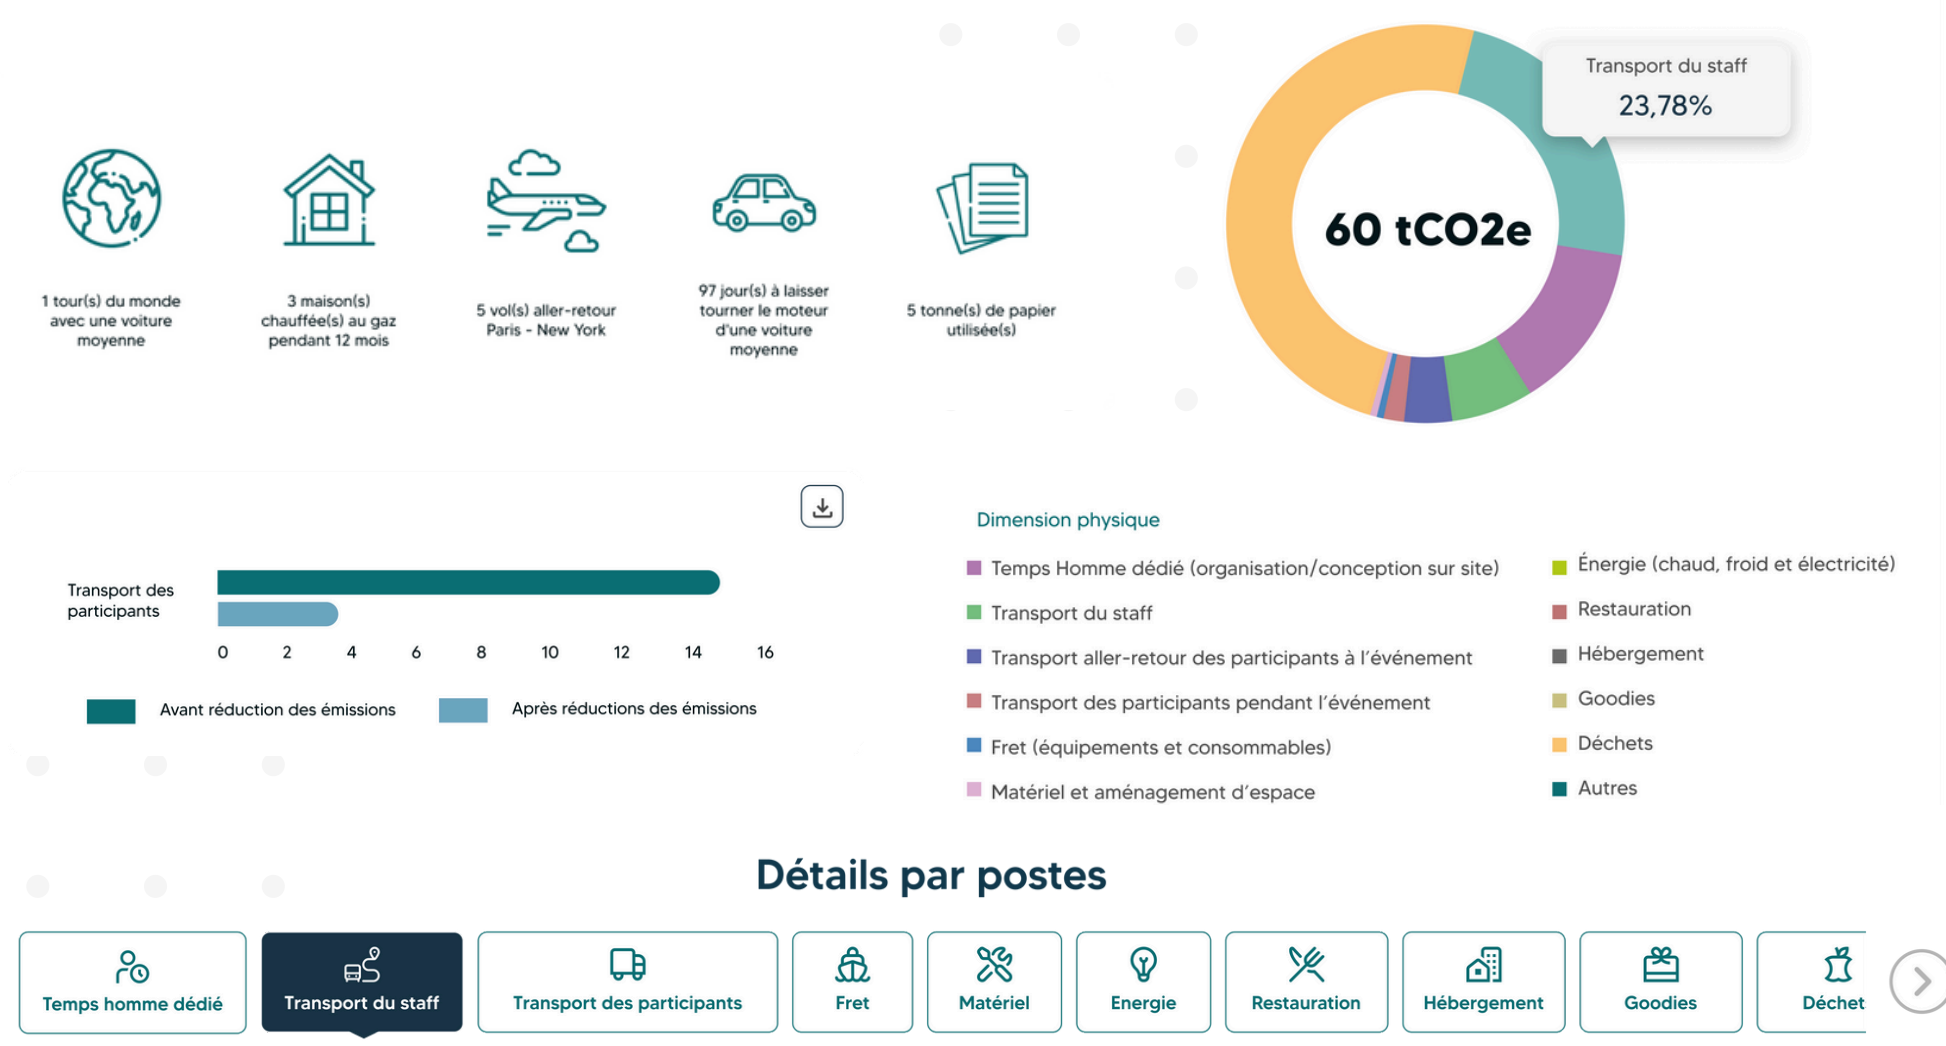 Transport du staff
23,78%
60 tCO2e
1 tour(s) du monde
avec une voiture
moyenne
3 maison(s)
chauffée(s) au gaz
pendant 12 mois
5 vol(s) aller-retour
Paris - New York
97 jour(s) à laisser
tourner le moteur
d'une voiture
moyenne
5 tonne(s) de papier
utilisée(s)
Transport des
participants
0 2 4 6 8 10 12 14 16
Avant réduction des émissions
Après réductions des émissions
Dimension physique
Temps Homme dédié (organisation/conception sur site)
Transport du staff
Transport aller-retour des participants à l'événement
Transport des participants pendant l'événement
Fret (équipements et consommables)
Matériel et aménagement d'espace
Énergie (chaud, froid et électricité)
Restauration
Hébergement
Goodies
Déchets
Autres
Détails par postes
Temps homme dédié
Transport du staff
Transport des participants
Fret
Matériel
Energie
Restauration
Hébergement
Goodies
Déchet